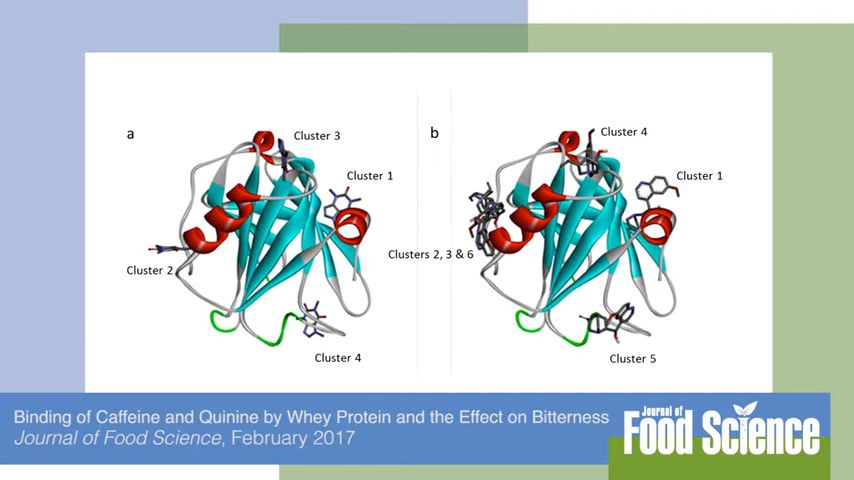 a
Cluster 3
Cluster 1
Cluster 2
Cluster 4
b
Cluster 4
Cluster 1
Clusters 2, 3 & 6
Cluster 5
Binding of Caffeine and Quinine by Whey Protein and the Effect on Bitterness
Journal of Food Science, February 2017
Journal of
Food Science